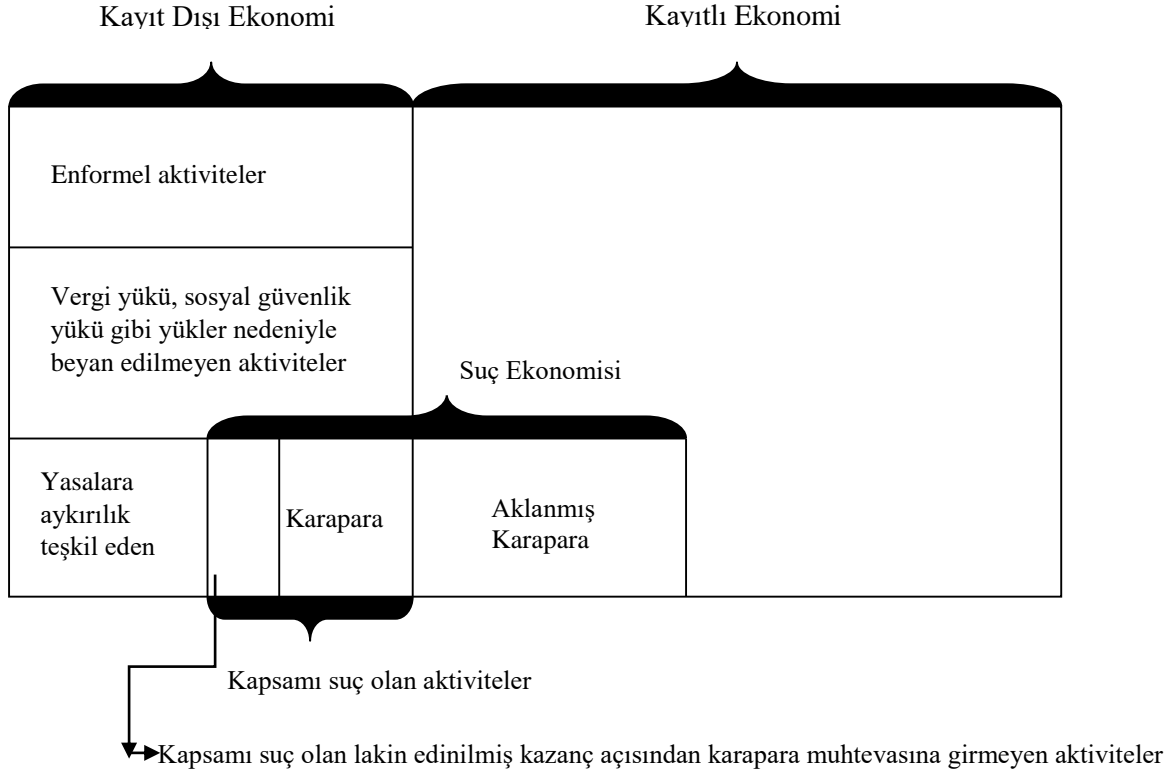 Kayıt Dışı Ekonomi
Kayıtlı Ekonomi
Enformel aktiviteler
Vergi yükü, sosyal güvenlik
yükü gibi yükler nedeniyle
beyan edilmeyen aktiviteler
Suç Ekonomisi
Yasalara
aykırılık
teşkil eden
Karapara
Aklanmış
Karapara
Kapsamı suç olan aktiviteler
Kapsamı suç olan lakin edinilmiş kazanç açısından karapara muhtevasına girmeyen aktiviteler